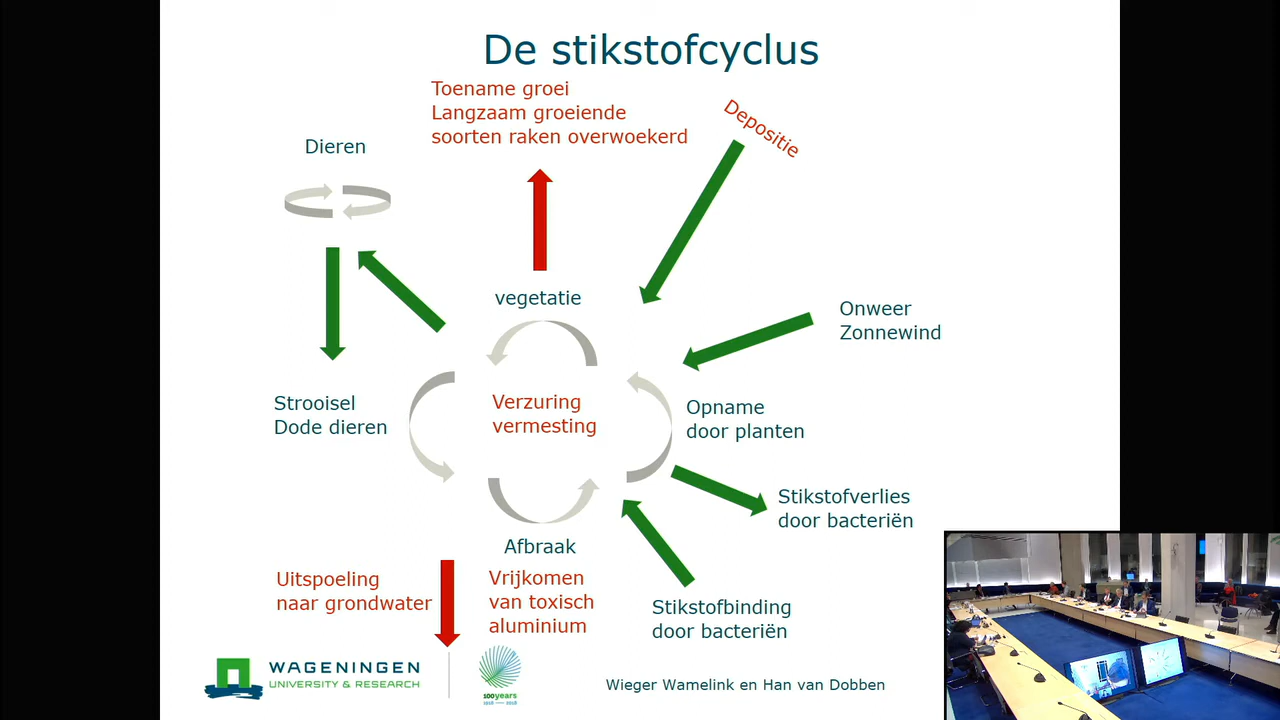 De stikstofcyclus
Toename groei
Langzaam groeiende
soorten raken overwoekerd
Depositie
Dieren
vegetatie
Onweer
Zonnewind
Strooisel
Dode dieren
Verzuring
vermesting
Opname
door planten
Stikstofverlies
door bacteriën
Afbraak
Uitspoeling
naar grondwater
Vrijkomen
van toxisch
aluminium
Stikstofbinding
door bacteriën
WAGENINGEN
UNIVERSITY & RESEARCH
100years
1918 — 2018
Wieger Wamelink en Han van Dobben